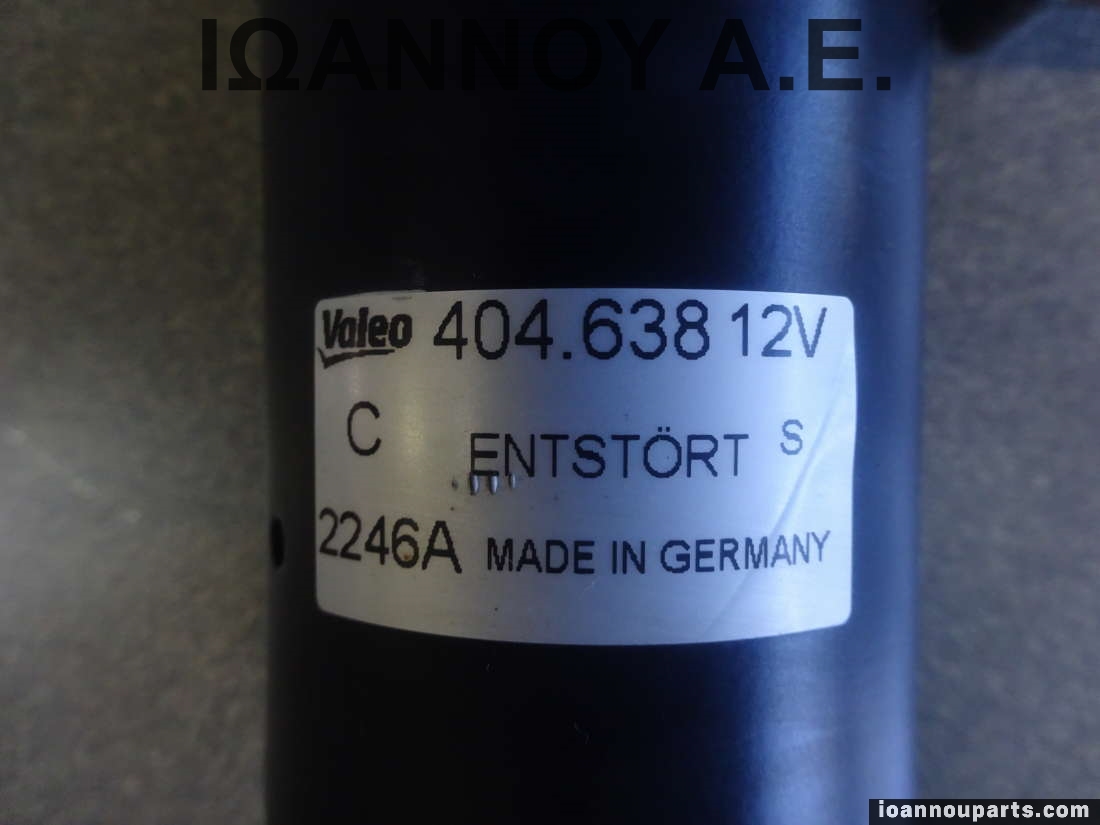 ΙΩΑΝΝΟΥ Α.Ε.
Valeo 404.638 12V
C ENTSTÖRT S
2246A MADE IN GERMANY
ioannouparts.com